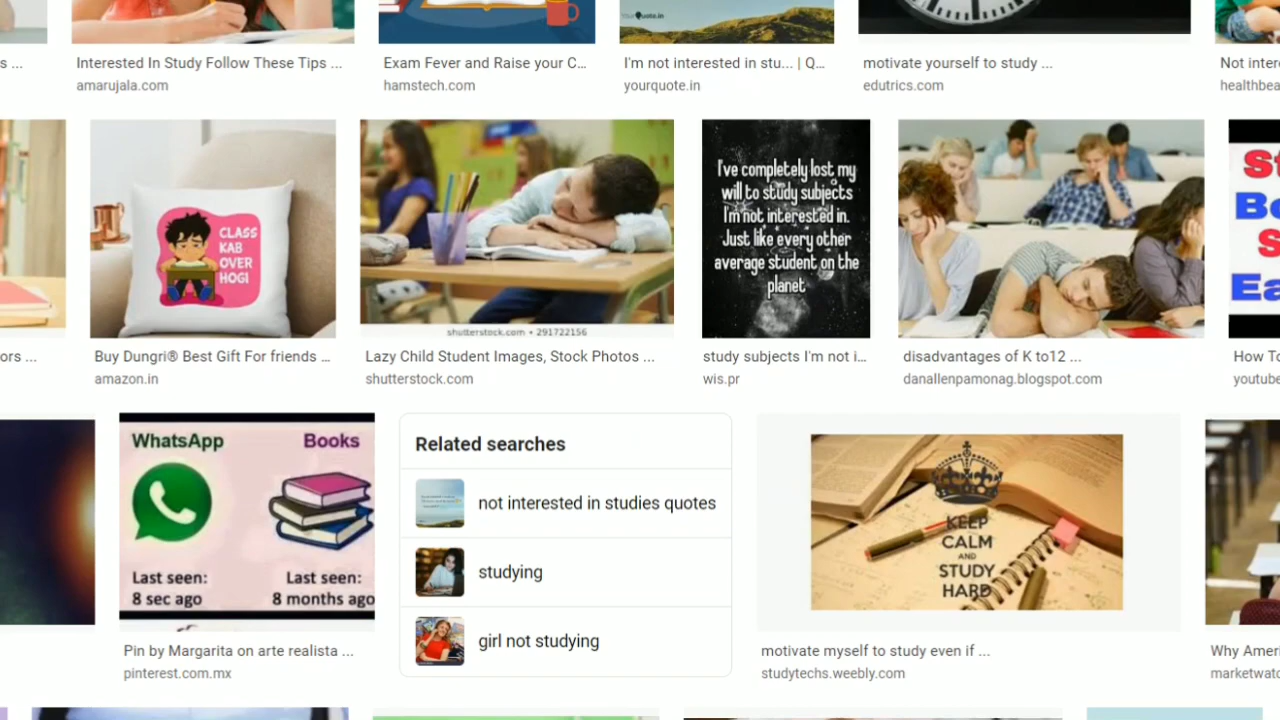 s ...
Interested In Study Follow These Tips ...
amarujala.com
Exam Fever and Raise your C...
hamstech.com
YourQuote.in
I'm not interested in stu... | Q...
yourquote.in
motivate yourself to study ...
edutrics.com
Not inter
healthbea
ors ...
CLASS
KAB
OVER
HOGI
Buy Dungri® Best Gift For friends ...
amazon.in
shutterstock.com • 291722156
Lazy Child Student Images, Stock Photos ...
shutterstock.com
I've completely lost my
will to study subjects
I'm not interested in.
Just like every other
average student on the
planet
study subjects I'm not i...
wis.pr
disadvantages of K to12 ...
danallenpamonag.blogspot.com
St
Be
S
Ea
How To
youtube
WhatsApp
Books
Last seen:
8 sec ago
Last seen:
8 months ago
Pin by Margarita on arte realista ...
pinterest.com.mx
Related searches
not interested in studies quotes
studying
girl not studying
KEEP
CALM
AND
STUDY
HARD
motivate myself to study even if ...
studytechs.weebly.com
Why Ameri
marketwatc